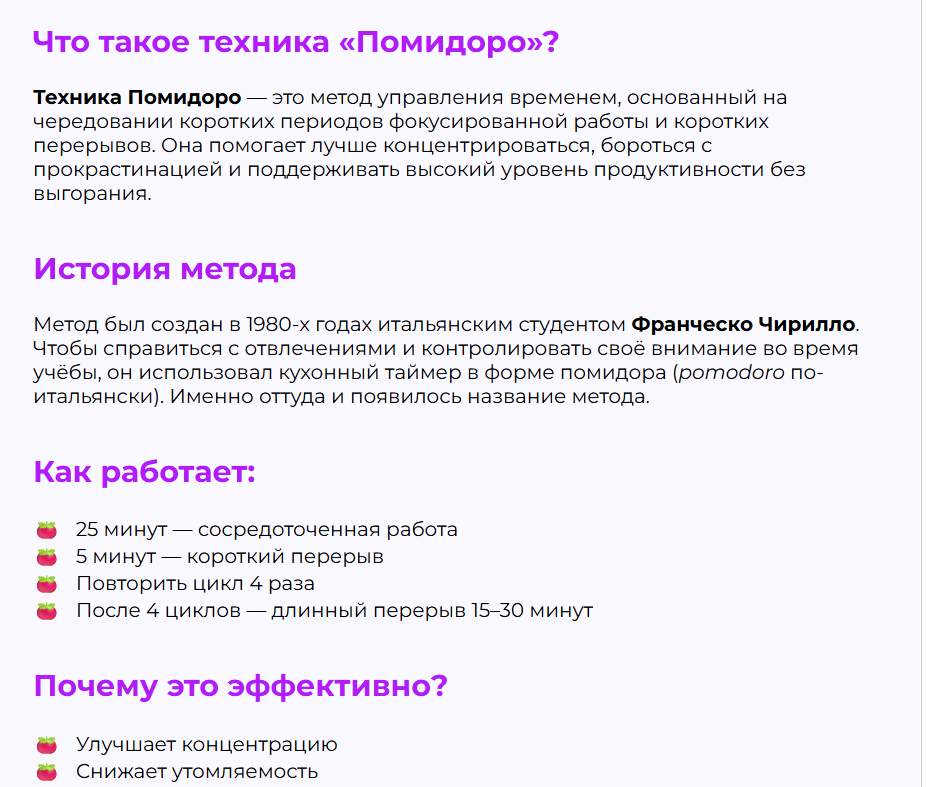 Что такое техника «Помидоро»?
Техника Помидоро — это метод управления временем, основанный на
чередовании коротких периодов фокусированной работы и коротких
перерывов. Она помогает лучше концентрироваться, бороться с
прокрастинацией и поддерживать высокий уровень продуктивности без
выгорания.
История метода
Метод был создан в 1980-х годах итальянским студентом Франческо Чирилло.
Чтобы справиться с отвлечениями и контролировать своё внимание во время
учёбы, он использовал кухонный таймер в форме помидора (pomodoro по-
итальянски). Именно оттуда и появилось название метода.
Как работает:
25 минут — сосредоточенная работа
5 минут — короткий перерыв
Повторить цикл 4 раза
После 4 циклов — длинный перерыв 15–30 минут
Почему это эффективно?
Улучшает концентрацию
Снижает утомляемость